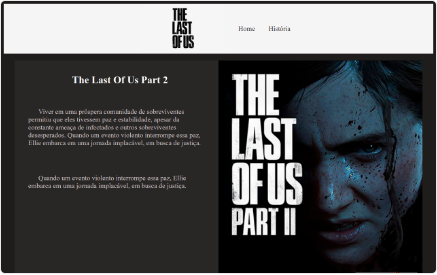 THE
LAST
OF US
Home História
The Last Of Us Part 2
Viver em uma próspera comunidade de sobreviventes
permitiu que eles tivessem paz e estabilidade, apesar da
constante ameaça de infectados e outros sobreviventes
desesperados. Quando um evento violento interrompe essa paz,
Ellie embarca em uma jornada implacável, em busca de justiça.
Quando um evento violento interrompe essa paz, Ellie
embarca em uma jornada implacável, em busca de justiça.
THE
LAST
OF US
PART II